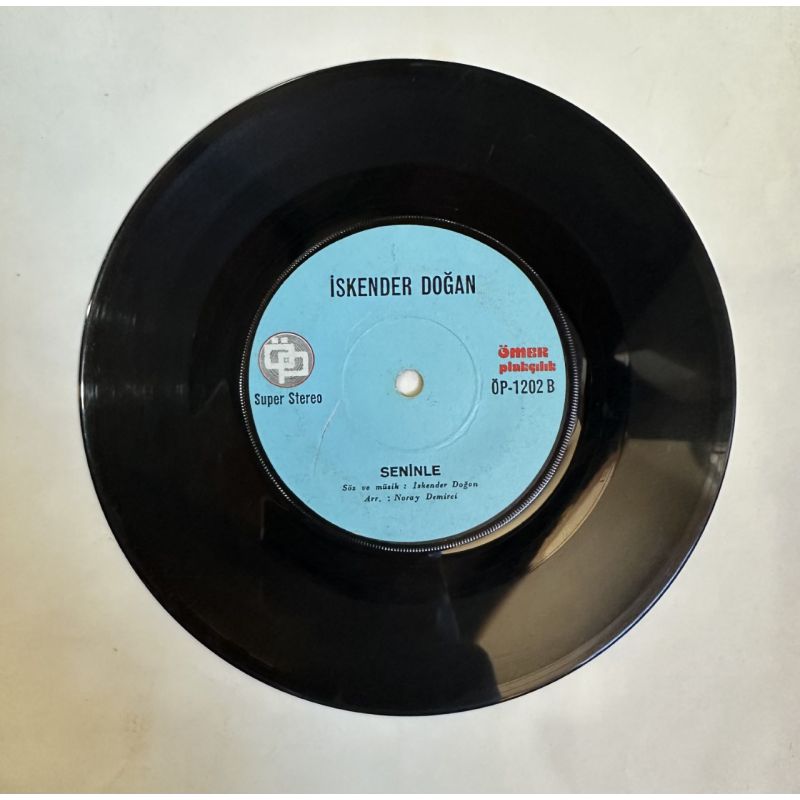 İSKENDER DOĞAN
ÖMER
plakçılık
Super Stereo
ÖP-1202 B
SENİNLE
Söz ve müzik : İskender Doğan
Arr. : Noray Demirci